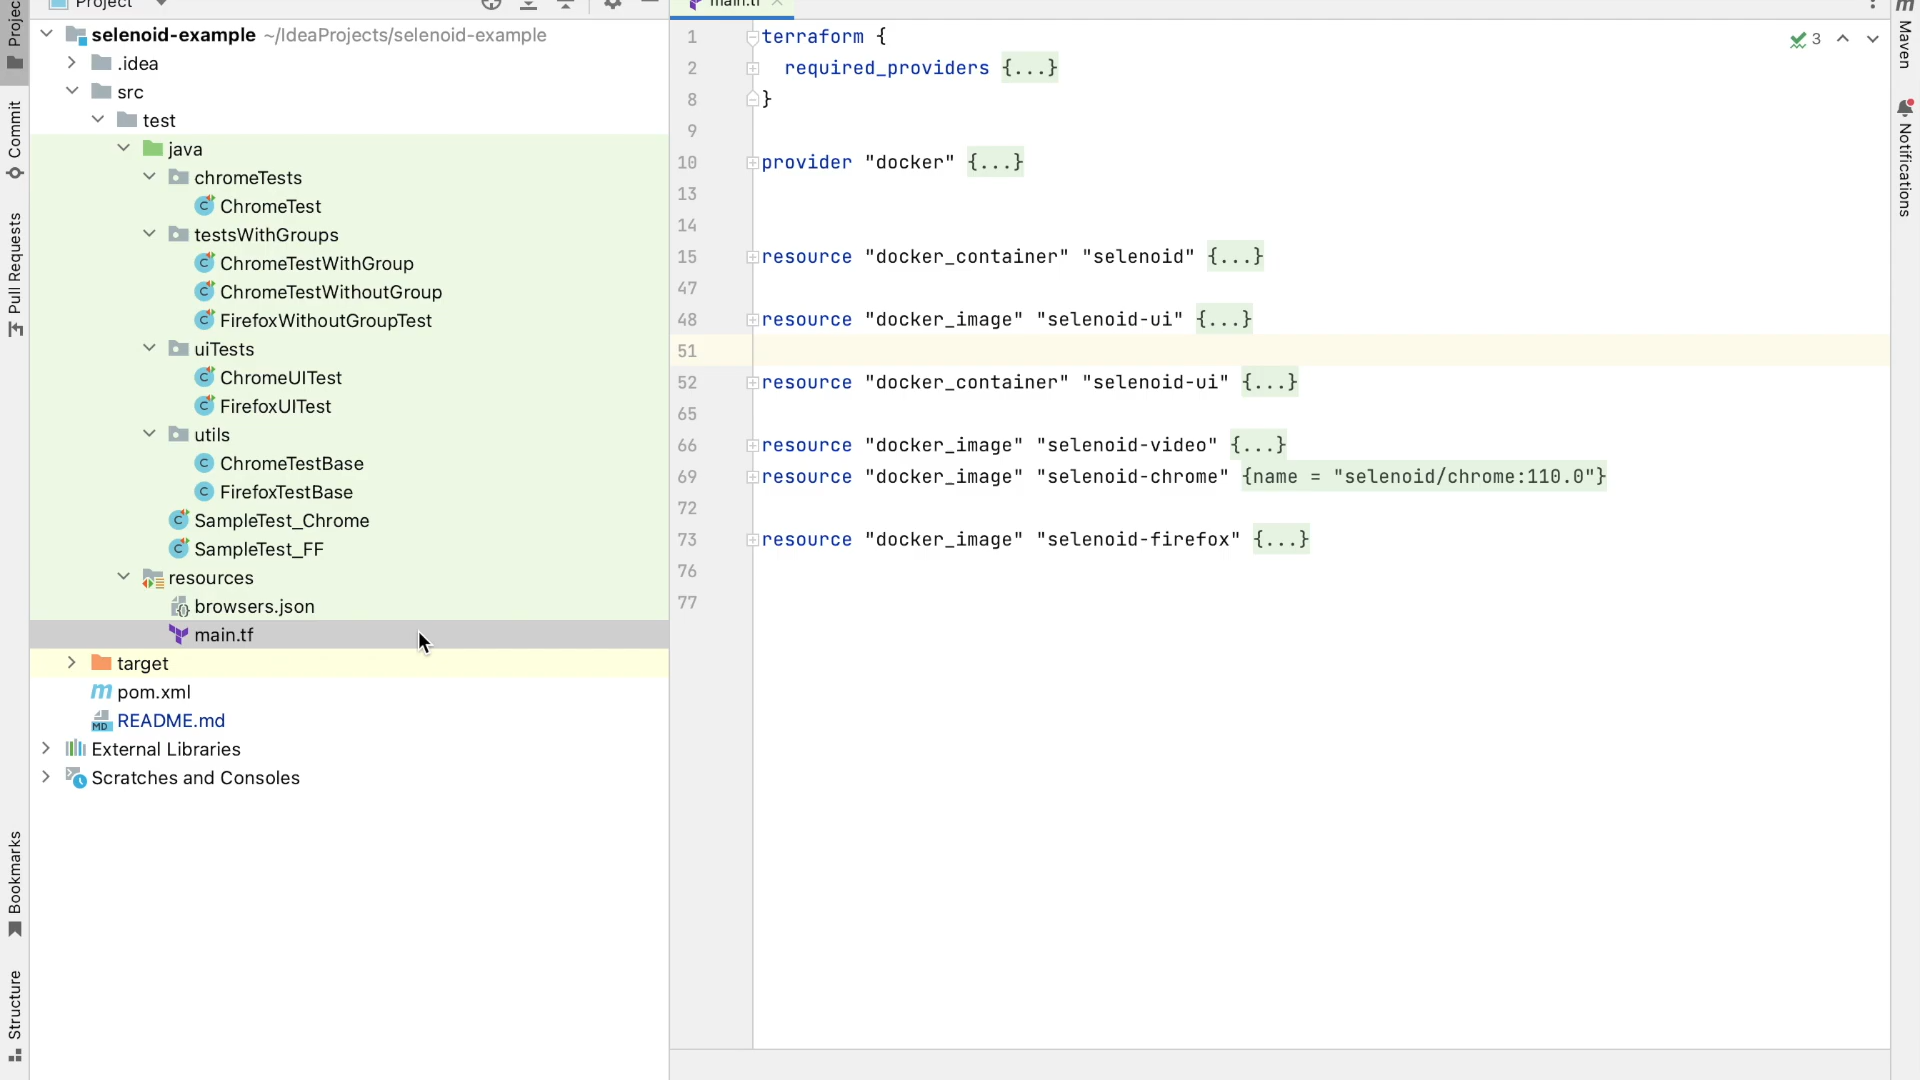 Project
selenoid-example ~/IdeaProjects/selenoid-example
.idea
src
test
java
chromeTests
ChromeTest
testsWithGroups
ChromeTestWithGroup
ChromeTestWithoutGroup
FirefoxWithoutGroupTest
uiTests
ChromeUITest
FirefoxUITest
utils
ChromeTestBase
FirefoxTestBase
SampleTest_Chrome
SampleTest_FF
resources
browsers.json
main.tf
target
pom.xml
README.md
External Libraries
Scratches and Consoles
Project
Commit
Pull Requests
Bookmarks
Structure
main.tf
1 terraform {
2 required_providers {...}
8 }
9
10 provider "docker" {...}
13
14
15 resource "docker_container" "selenoid" {...}
47
48 resource "docker_image" "selenoid-ui" {...}
51
52 resource "docker_container" "selenoid-ui" {...}
65
66 resource "docker_image" "selenoid-video" {...}
69 resource "docker_image" "selenoid-chrome" {name = "selenoid/chrome:110.0"}
72
73 resource "docker_image" "selenoid-firefox" {...}
76
77
3
Maven
Notifications